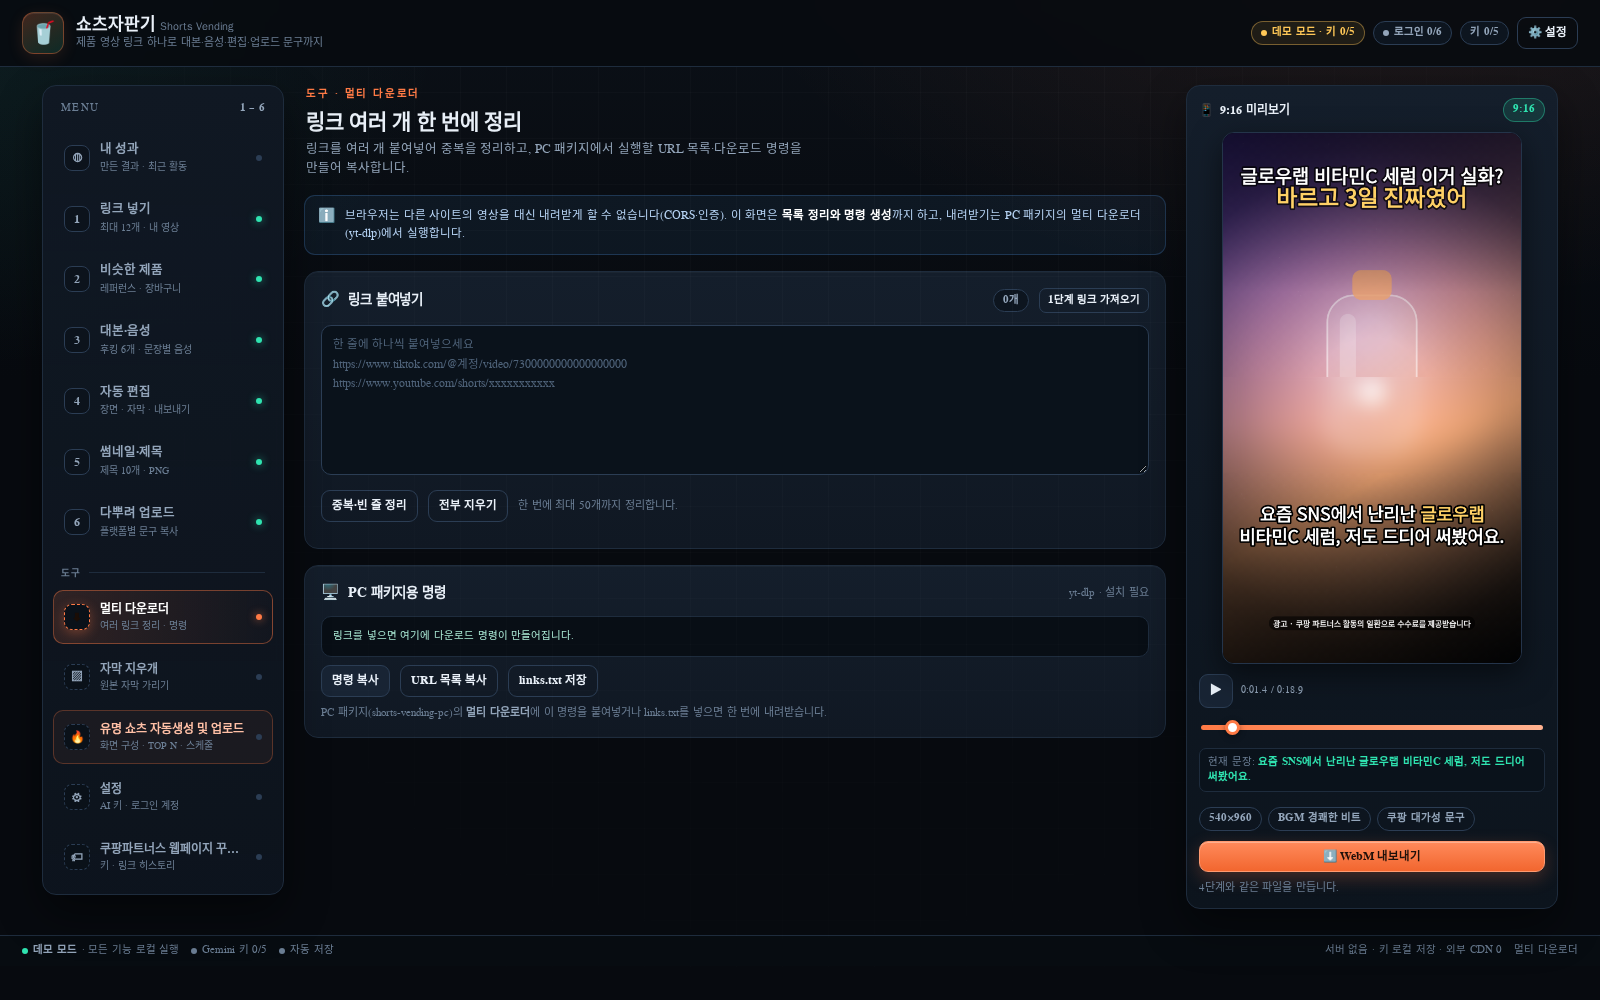 쇼츠자판기 Shorts Vending
제품 영상 링크 하나로 대본·음성·편집·업로드 문구까지
데모 모드 · 키 0/5
로그인 0/6
키 0/5
설정
MENU
1 – 6
내 성과
만든 결과 · 최근 활동
1
링크 넣기
최대 12개 · 내 영상
2
비슷한 제품
레퍼런스 · 장바구니
3
대본·음성
후킹 6개 · 문장별 음성
4
자동 편집
장면 · 자막 · 내보내기
5
썸네일·제목
제목 10개 · PNG
6
다뿌려 업로드
플랫폼별 문구 복사
도구
멀티 다운로더
여러 링크 정리 · 명령
자막 지우개
원본 자막 가리기
유명 쇼츠 자동생성 및 업로드
화면 구성 · TOP N · 스케줄
설정
AI 키 · 로그인 계정
쿠팡파트너스 웹페이지 꾸...
키 · 링크 히스토리
도구 · 멀티 다운로더
링크 여러 개 한 번에 정리
링크를 여러 개 붙여넣어 중복을 정리하고, PC 패키지에서 실행할 URL 목록·다운로드 명령을
만들어 복사합니다.
브라우저는 다른 사이트의 영상을 대신 내려받게 할 수 없습니다(CORS·인증). 이 화면은 목록 정리와 명령 생성까지 하고, 내려받기는 PC 패키지의 멀티 다운로더
(yt-dlp)에서 실행합니다.
링크 붙여넣기
0개
1단계 링크 가져오기
한 줄에 하나씩 붙여넣으세요
https://www.tiktok.com/@계정/video/7300000000000000000
https://www.youtube.com/shorts/xxxxxxxxxxx
중복·빈 줄 정리
전부 지우기
한 번에 최대 50개까지 정리합니다.
PC 패키지용 명령
yt-dlp · 설치 필요
링크를 넣으면 여기에 다운로드 명령이 만들어집니다.
명령 복사
URL 목록 복사
links.txt 저장
PC 패키지(shorts-vending-pc)의 멀티 다운로더에 이 명령을 붙여넣거나 links.txt를 넣으면 한 번에 내려받습니다.
9:16 미리보기
9:16
글로우랩 비타민C 세럼 이거 실화?
바르고 3일 진짜였어
요즘 SNS에서 난리난 글로우랩
비타민C 세럼, 저도 드디어 써봤어요.
광고 · 쿠팡 파트너스 활동의 일환으로 수수료를 제공받습니다
0:01.4 / 0:18.9
현재 문장: 요즘 SNS에서 난리난 글로우랩 비타민C 세럼, 저도 드디어
써봤어요.
540×960
BGM 경쾌한 비트
쿠팡 대가성 문구
WebM 내보내기
4단계와 같은 파일을 만듭니다.
데모 모드 · 모든 기능 로컬 실행
Gemini 키 0/5
자동 저장
서버 없음 · 키 로컬 저장 · 외부 CDN 0
멀티 다운로더